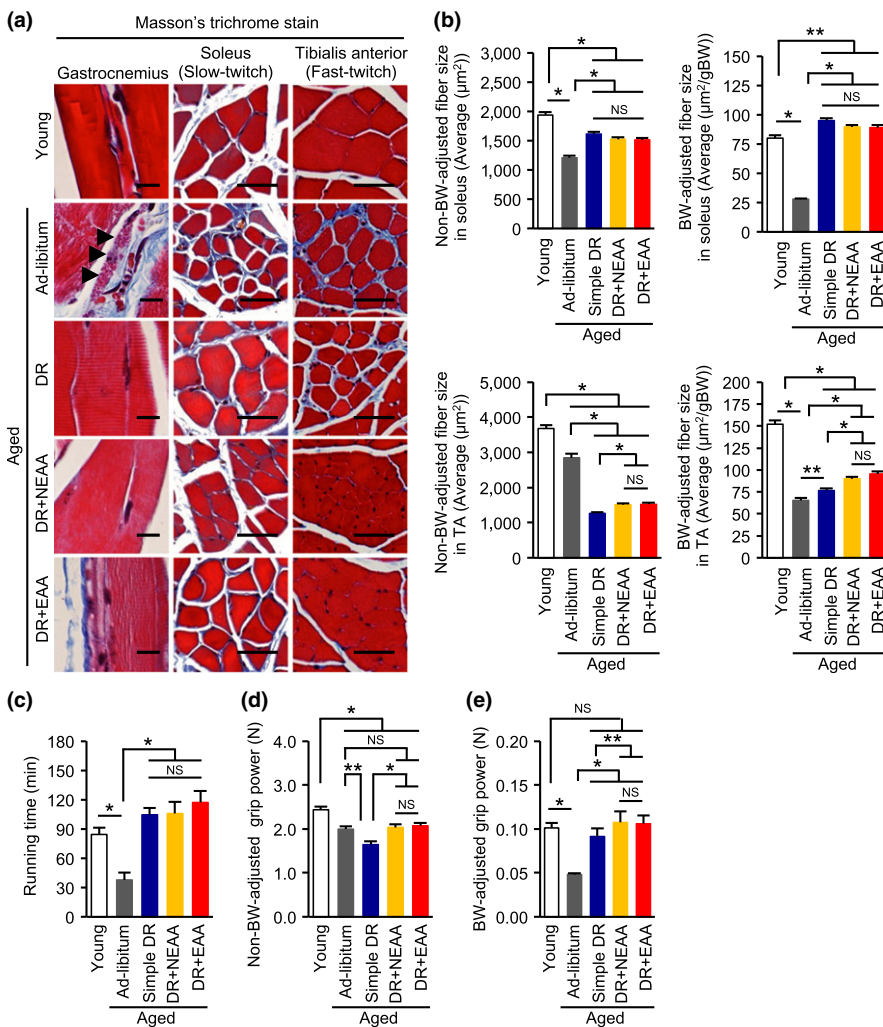 (a)
Masson's trichrome stain
Gastrocnemius
Soleus
(Slow-twitch)
Tibialis anterior
(Fast-twitch)
Young
Aged
Ad-libitum
DR
DR+NEAA
DR+EAA
(b)
Non-BW-adjusted fiber size
in soleus (Average (µm²))
3,000
2,500
2,000
1,500
1,000
500
0
*
*
*
NS
Young
Ad-libitum
Simple DR
DR+NEAA
DR+EAA
Aged
BW-adjusted fiber size
in soleus (Average (µm²/gBW))
150
125
100
75
50
25
0
**
*
*
NS
Young
Ad-libitum
Simple DR
DR+NEAA
DR+EAA
Aged
Non-BW-adjusted fiber size
in TA (Average (µm²))
5,000
4,000
3,000
2,000
1,000
0
*
*
*
NS
Young
Ad-libitum
Simple DR
DR+NEAA
DR+EAA
Aged
BW-adjusted fiber size
in TA (Average (µm²/gBW))
200
175
150
125
100
75
50
25
0
*
*
*
*
**
NS
Young
Ad-libitum
Simple DR
DR+NEAA
DR+EAA
Aged
(c)
Running time (min)
180
150
120
90
60
30
0
*
*
NS
Young
Ad-libitum
Simple DR
DR+NEAA
DR+EAA
Aged
(d)
Non-BW-adjusted grip power (N)
4.0
3.0
2.0
1.0
0.0
*
NS
**
*
NS
Young
Ad-libitum
Simple DR
DR+NEAA
DR+EAA
Aged
(e)
BW-adjusted grip power (N)
0.20
0.15
0.10
0.05
0.00
NS
**
*
*
NS
Young
Ad-libitum
Simple DR
DR+NEAA
DR+EAA
Aged